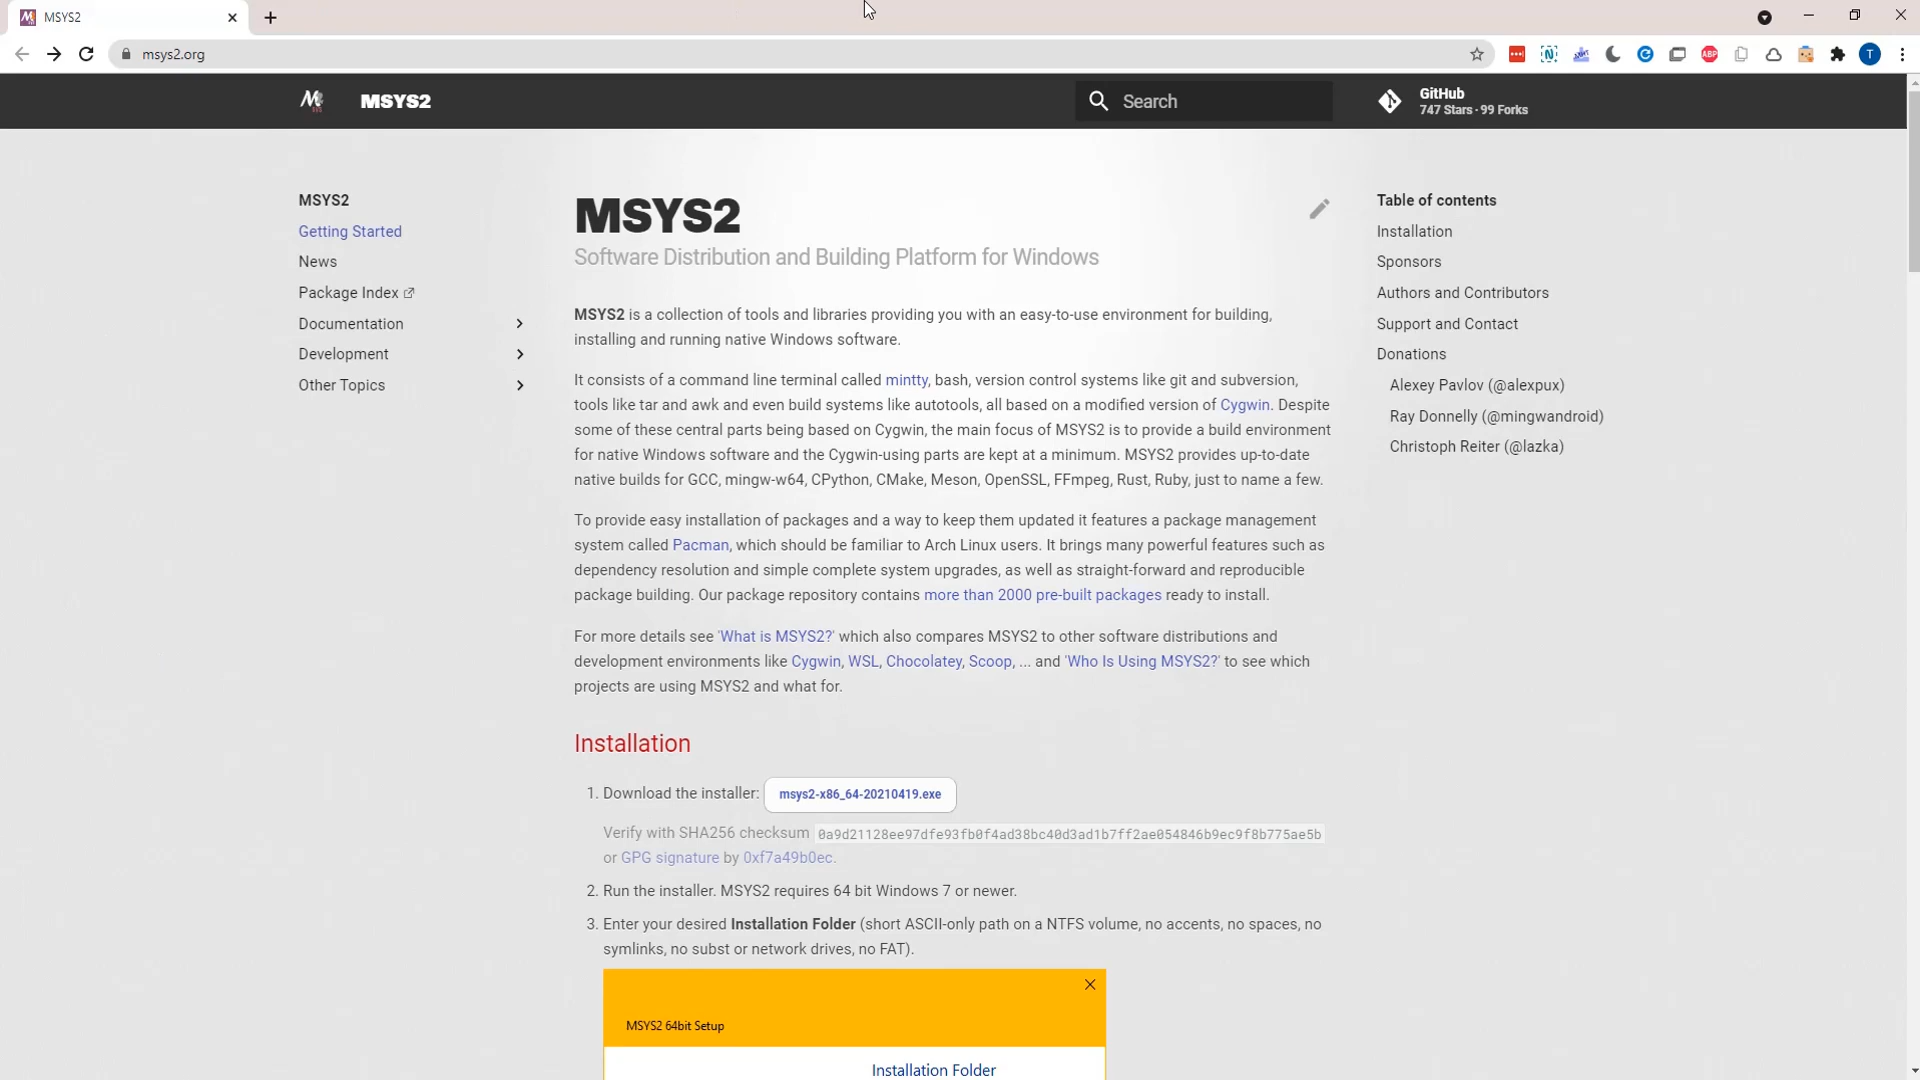 MSYS2
msys2.org
MSYS2
Search
GitHub
747 Stars · 99 Forks
MSYS2
Getting Started
News
Package Index
Documentation
Development
Other Topics
MSYS2
Software Distribution and Building Platform for Windows
MSYS2 is a collection of tools and libraries providing you with an easy-to-use environment for building,
installing and running native Windows software.
It consists of a command line terminal called mintty, bash, version control systems like git and subversion,
tools like tar and awk and even build systems like autotools, all based on a modified version of Cygwin. Despite
some of these central parts being based on Cygwin, the main focus of MSYS2 is to provide a build environment
for native Windows software and the Cygwin-using parts are kept at a minimum. MSYS2 provides up-to-date
native builds for GCC, mingw-w64, CPython, CMake, Meson, OpenSSL, FFmpeg, Rust, Ruby, just to name a few.
To provide easy installation of packages and a way to keep them updated it features a package management
system called Pacman, which should be familiar to Arch Linux users. It brings many powerful features such as
dependency resolution and simple complete system upgrades, as well as straight-forward and reproducible
package building. Our package repository contains more than 2000 pre-built packages ready to install.
For more details see 'What is MSYS2?' which also compares MSYS2 to other software distributions and
development environments like Cygwin, WSL, Chocolatey, Scoop, ... and 'Who Is Using MSYS2?' to see which
projects are using MSYS2 and what for.
Installation
1. Download the installer: msys2-x86_64-20210419.exe
Verify with SHA256 checksum 0a9d21128ee97dfe93fb0f4ad38bc40d3ad1b7ff2ae054846b9ec9f8b775ae5b
or GPG signature by 0xf7a49b0ec.
2. Run the installer. MSYS2 requires 64 bit Windows 7 or newer.
3. Enter your desired Installation Folder (short ASCII-only path on a NTFS volume, no accents, no spaces, no
symlinks, no subst or network drives, no FAT).
MSYS2 64bit Setup
Installation Folder
Table of contents
Installation
Sponsors
Authors and Contributors
Support and Contact
Donations
Alexey Pavlov (@alexpux)
Ray Donnelly (@mingwandroid)
Christoph Reiter (@lazka)
ABP
T